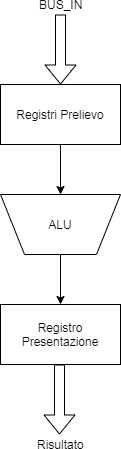 BUS_IN
Registri Prelievo
ALU
Registro
Presentazione
Risultato